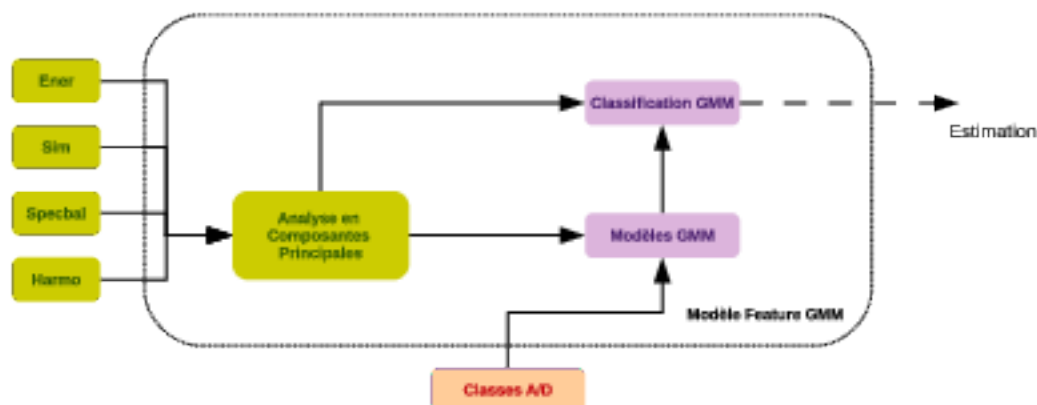 Ener
Sim
Specbal
Harmo
Analyse en
Composantes
Principales
Classification GMM
Modèles GMM
Estimation
Modèle Feature GMM
Classes A/D